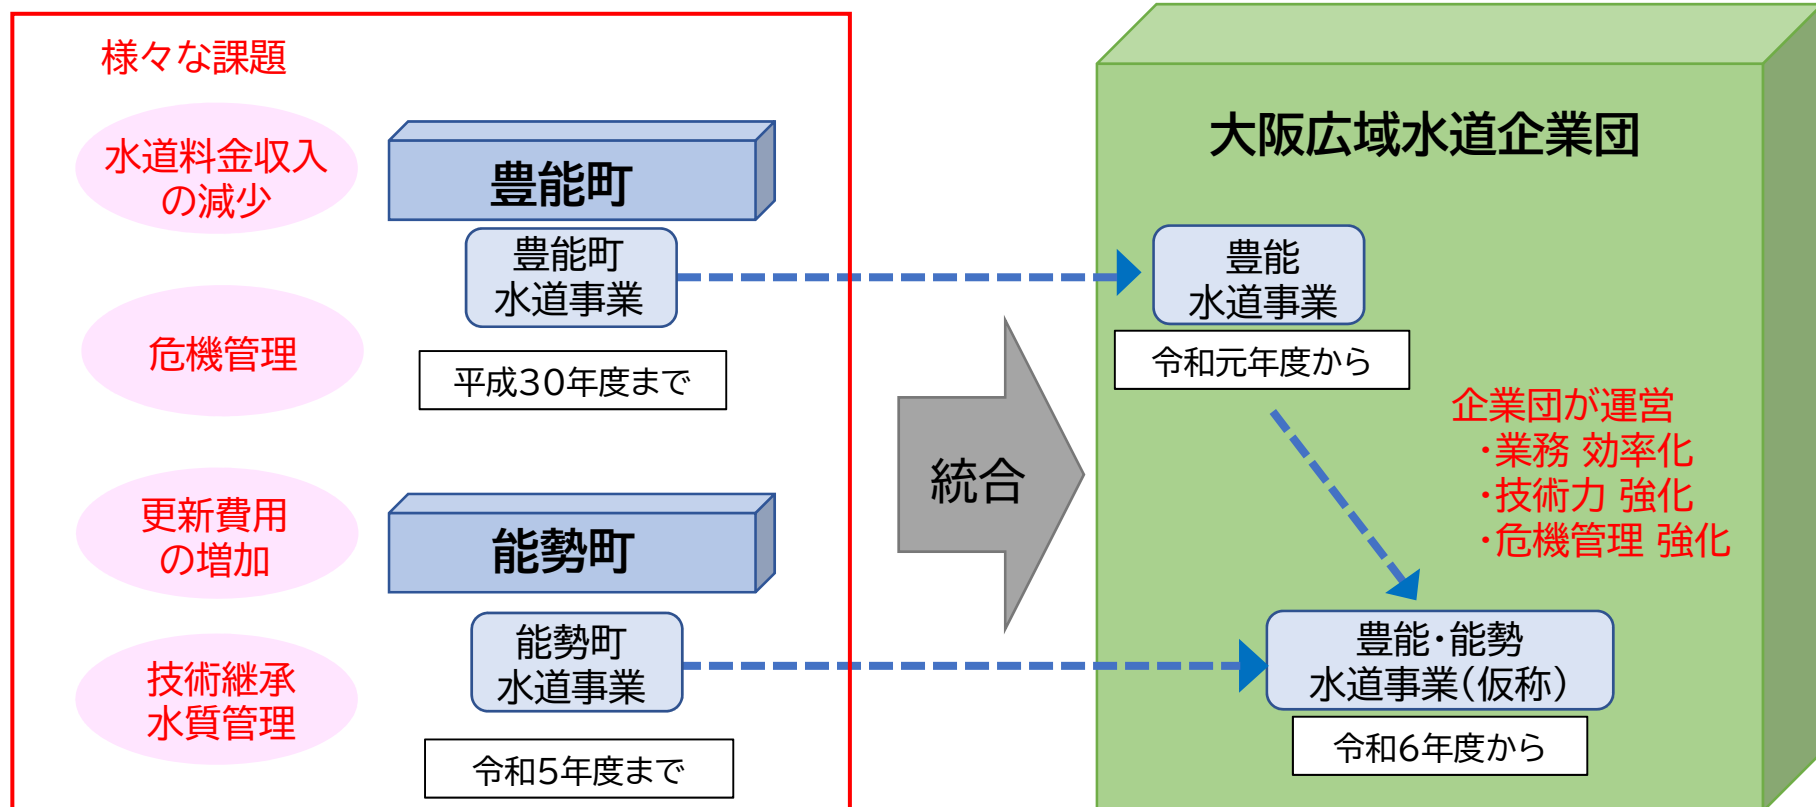 様々な課題
水道料金収入
の減少
危機管理
更新費用
の増加
技術継承
水質管理
豊能町
豊能町
水道事業
平成30年度まで
能勢町
能勢町
水道事業
令和5年度まで
統合
大阪広域水道企業団
豊能
水道事業
令和元年度から
企業団が運営
・業務 効率化
・技術力 強化
・危機管理 強化
豊能・能勢
水道事業(仮称)
令和6年度から